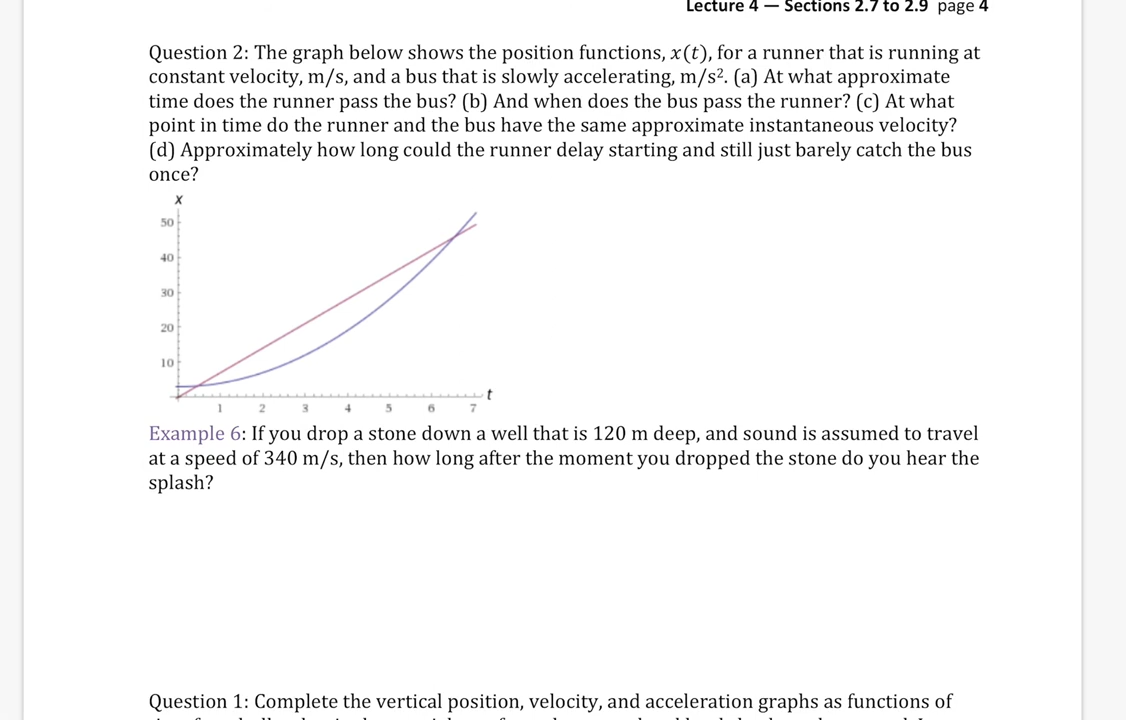 Lecture 4 — Sections 2.7 to 2.9 page 4
Question 2: The graph below shows the position functions, x(t), for a runner that is running at
constant velocity, m/s, and a bus that is slowly accelerating, m/s². (a) At what approximate
time does the runner pass the bus? (b) And when does the bus pass the runner? (c) At what
point in time do the runner and the bus have the same approximate instantaneous velocity?
(d) Approximately how long could the runner delay starting and still just barely catch the bus
once?
x
50
40
30
20
10
t
1 2 3 4 5 6 7
Example 6: If you drop a stone down a well that is 120 m deep, and sound is assumed to travel
at a speed of 340 m/s, then how long after the moment you dropped the stone do you hear the
splash?
Question 1: Complete the vertical position, velocity, and acceleration graphs as functions of